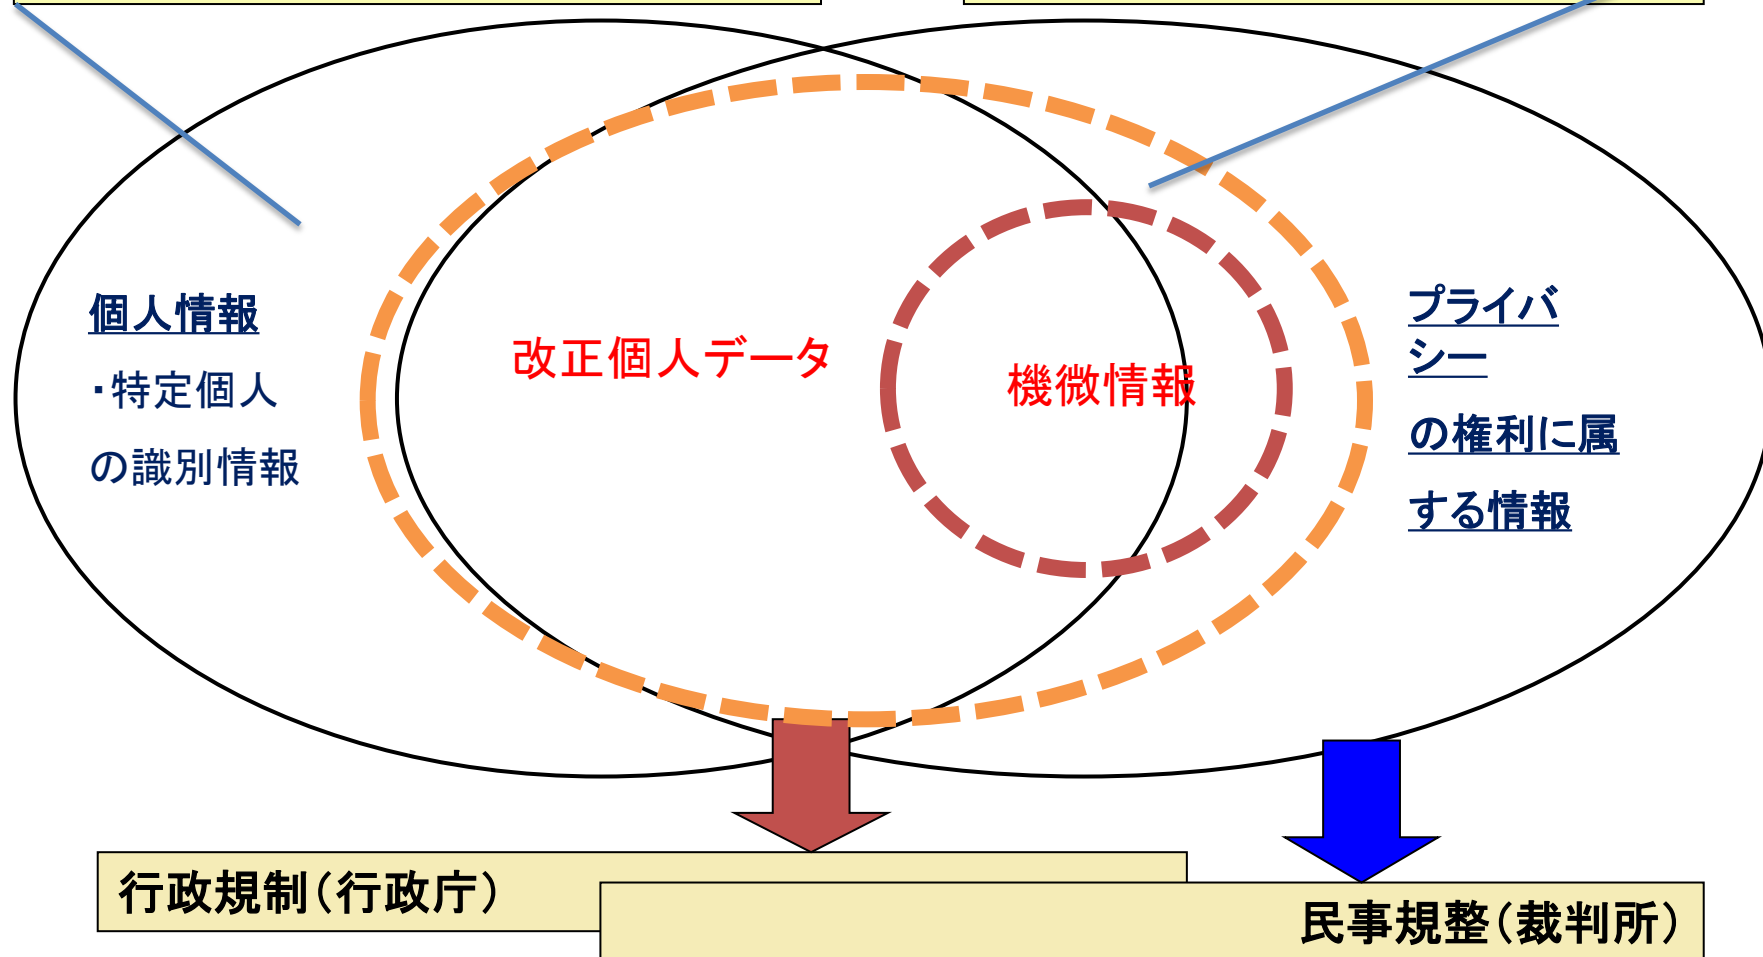 個人情報
・特定個人
の識別情報
改正個人データ
機微情報
プライバ
シー
の権利に属
する情報
行政規制（行政庁）
民事規整（裁判所）